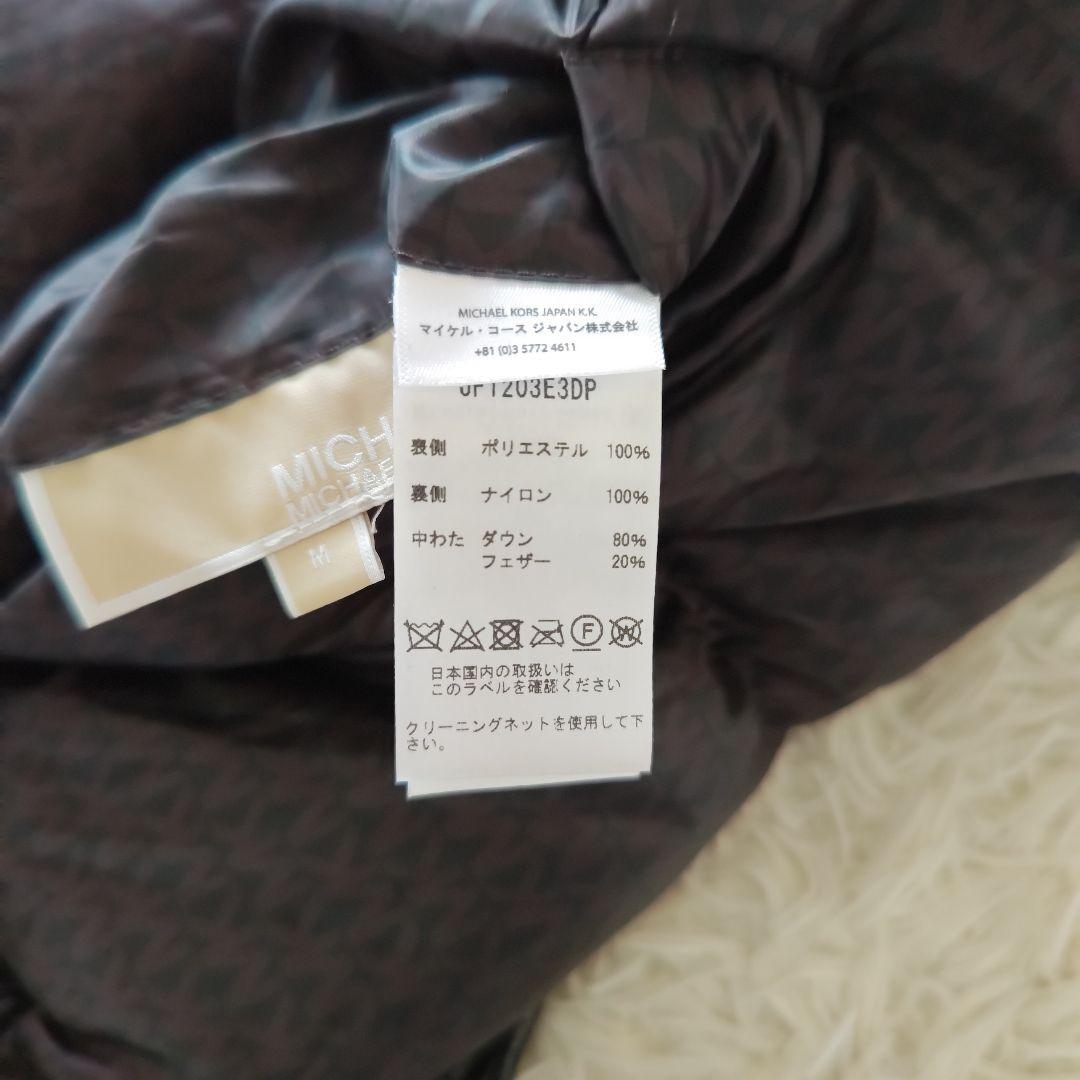 MICHAEL KORS JAPAN K.K.
マイケル・コース ジャパン株式会社
+81 (0)3 5772 4611
JF1203E3DP
表側 ポリエステル 100%
裏側 ナイロン 100%
中わた ダウン 80%
フェザー 20%
F W
日本国内の取扱いは
このラベルを確認ください
クリーニングネットを使用して下
さい。
MICH
MICHAEL
M